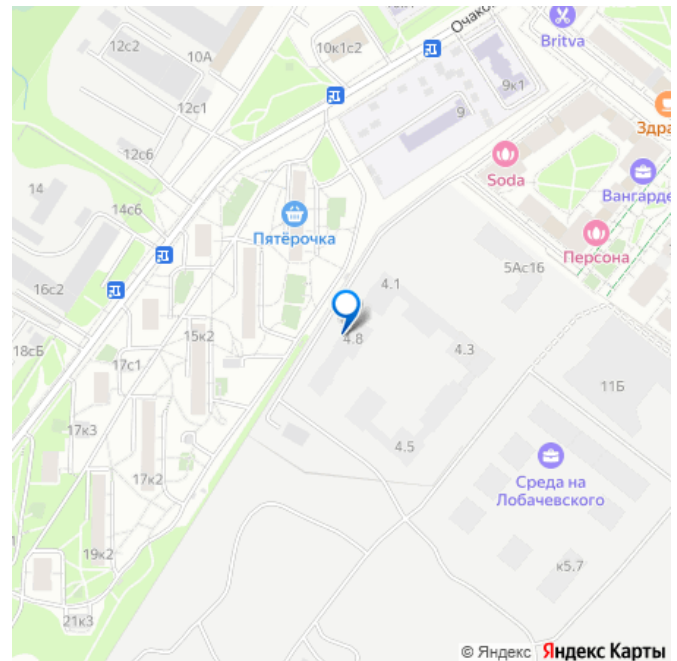 12с2
10А
10к1с2
Очаков
Britva
9к1
12с1
9
Здра
12с6
Soda
Вангарде
14
14с6
Пятёрочка
Персона
5Ас16
4.1
16с2
15к2
4.8
4.3
18сБ
17с1
11Б
17к3
4.5
17к2
Среда на
Лобачевского
19к2
к5.7
21к3
© Яндекс Яндекс Карты